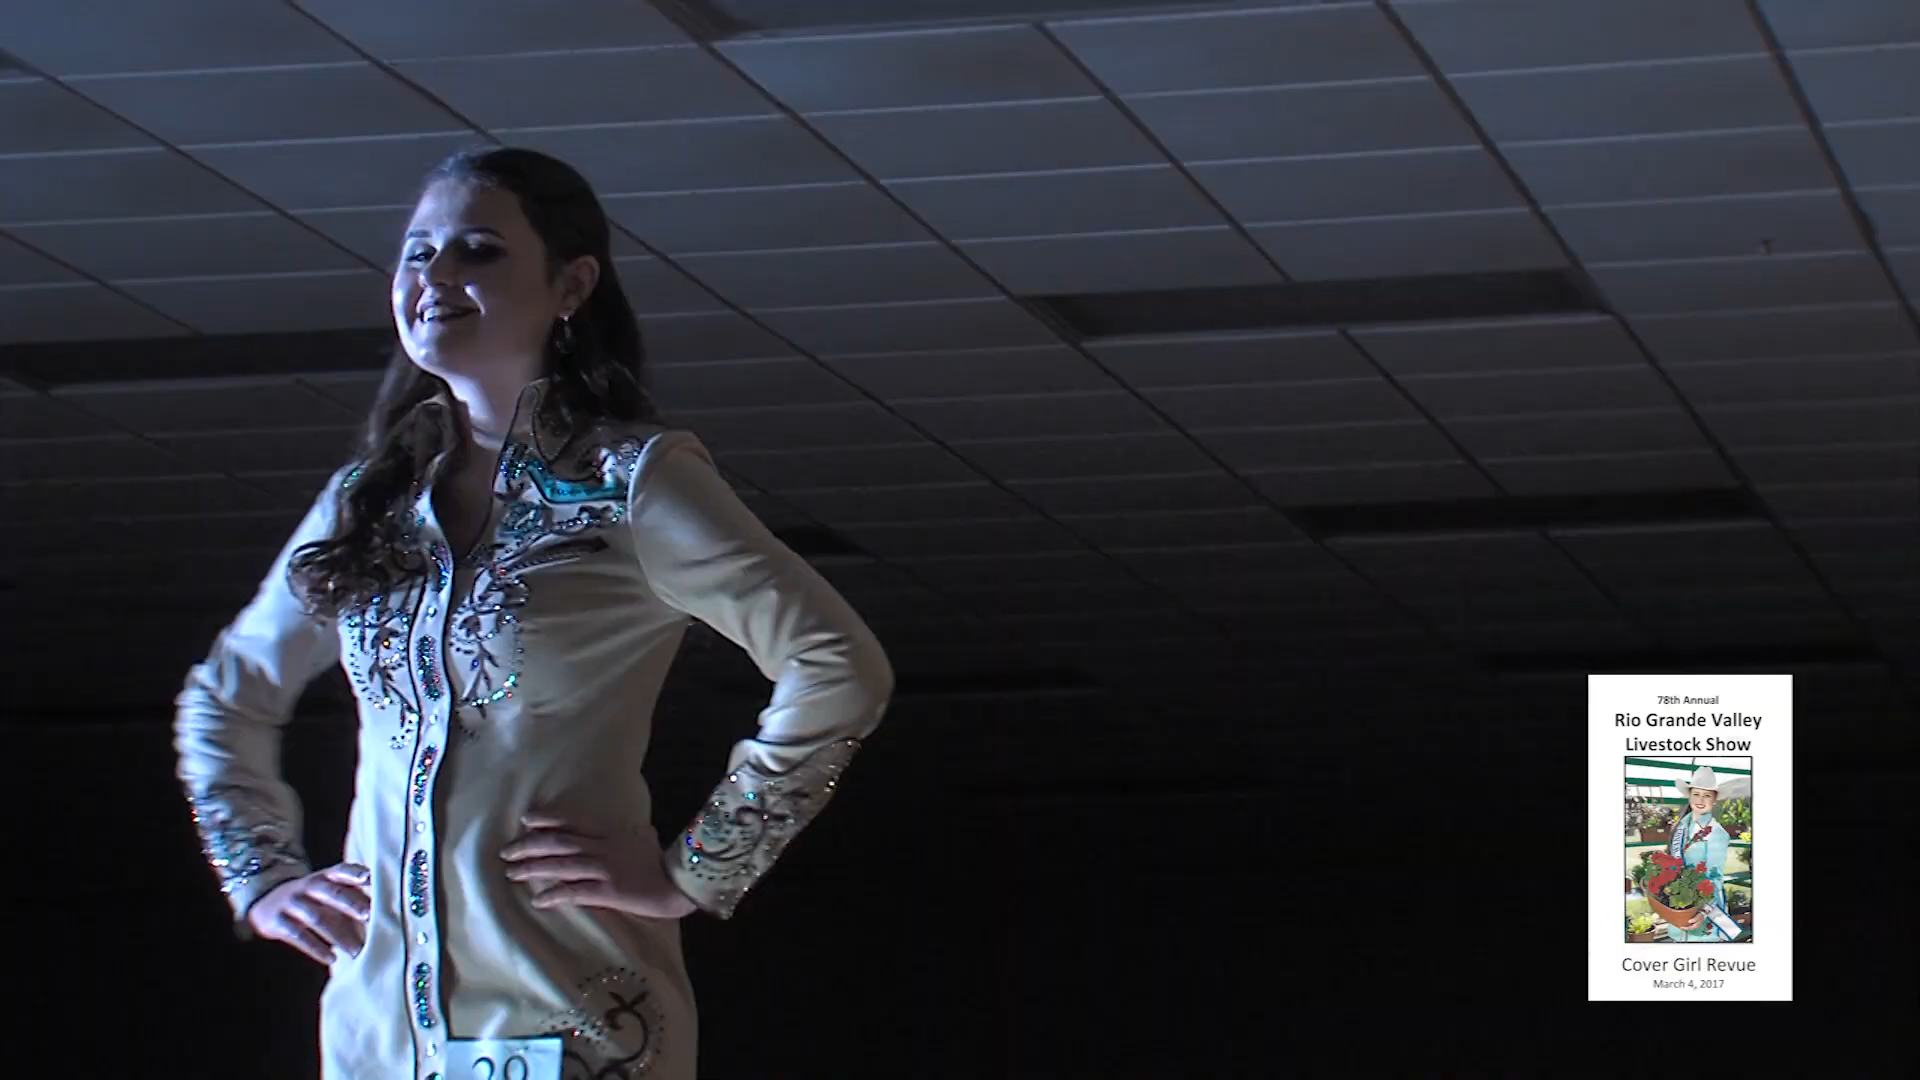 78th Annual
Rio Grande Valley
Livestock Show
Cover Girl Revue
March 4, 2017